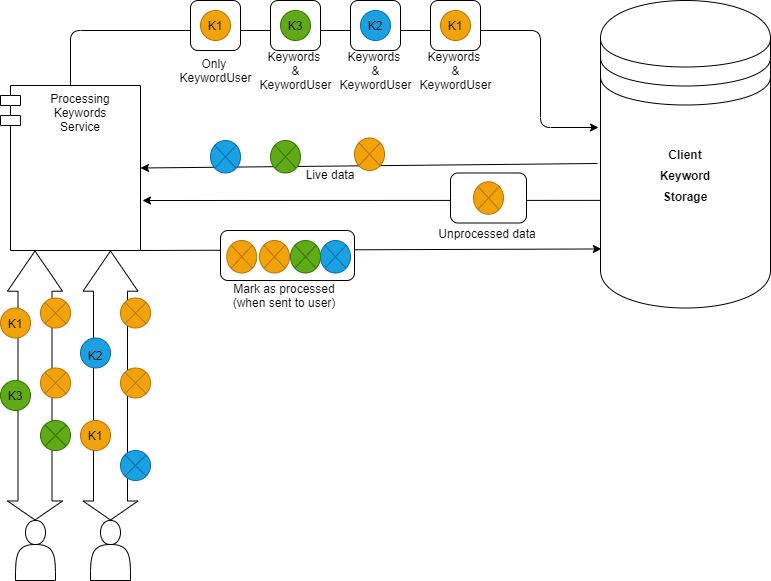 K1
K3
K2
K1
Only
KeywordUser
Keywords
&
KeywordUser
Keywords
&
KeywordUser
Keywords
&
KeywordUser
Processing
Keywords
Service
Client
Keyword
Storage
Live data
Unprocessed data
Mark as processed
(when sent to user)
K1
K2
K3
K1